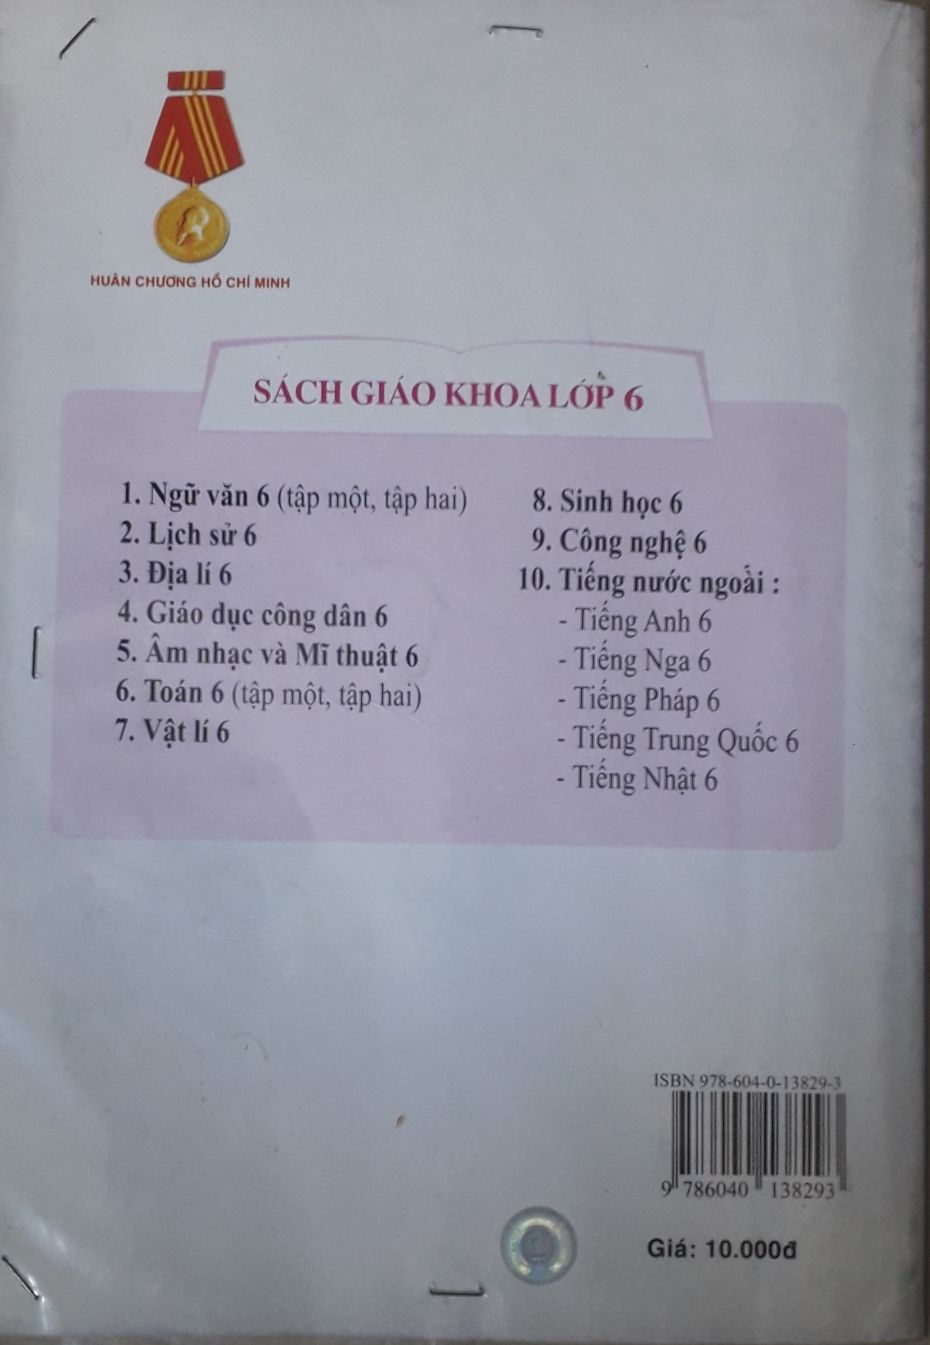 HUÂN CHƯƠNG HỒ CHÍ MINH
SÁCH GIÁO KHOA LỚP 6
1. Ngữ văn 6 (tập một, tập hai)
2. Lịch sử 6
3. Địa lí 6
4. Giáo dục công dân 6
5. Âm nhạc và Mĩ thuật 6
6. Toán 6 (tập một, tập hai)
7. Vật lí 6
8. Sinh học 6
9. Công nghệ 6
10. Tiếng nước ngoài :
- Tiếng Anh 6
- Tiếng Nga 6
- Tiếng Pháp 6
- Tiếng Trung Quốc 6
- Tiếng Nhật 6
ISBN 978-604-0-13829-3
9 786040 138293
Giá: 10.000đ